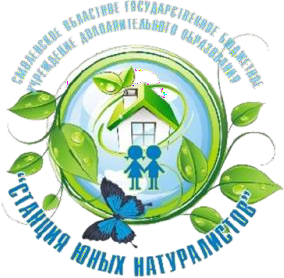 СМОЛЕНСКОЕ ОБЛАСТНОЕ ГОСУДАРСТВЕННОЕ БЮДЖЕТНОЕ
УЧРЕЖДЕНИЕ ДОПОЛНИТЕЛЬНОГО ОБРАЗОВАНИЯ
"СТАНЦИЯ ЮНЫХ НАТУРАЛИСТОВ"